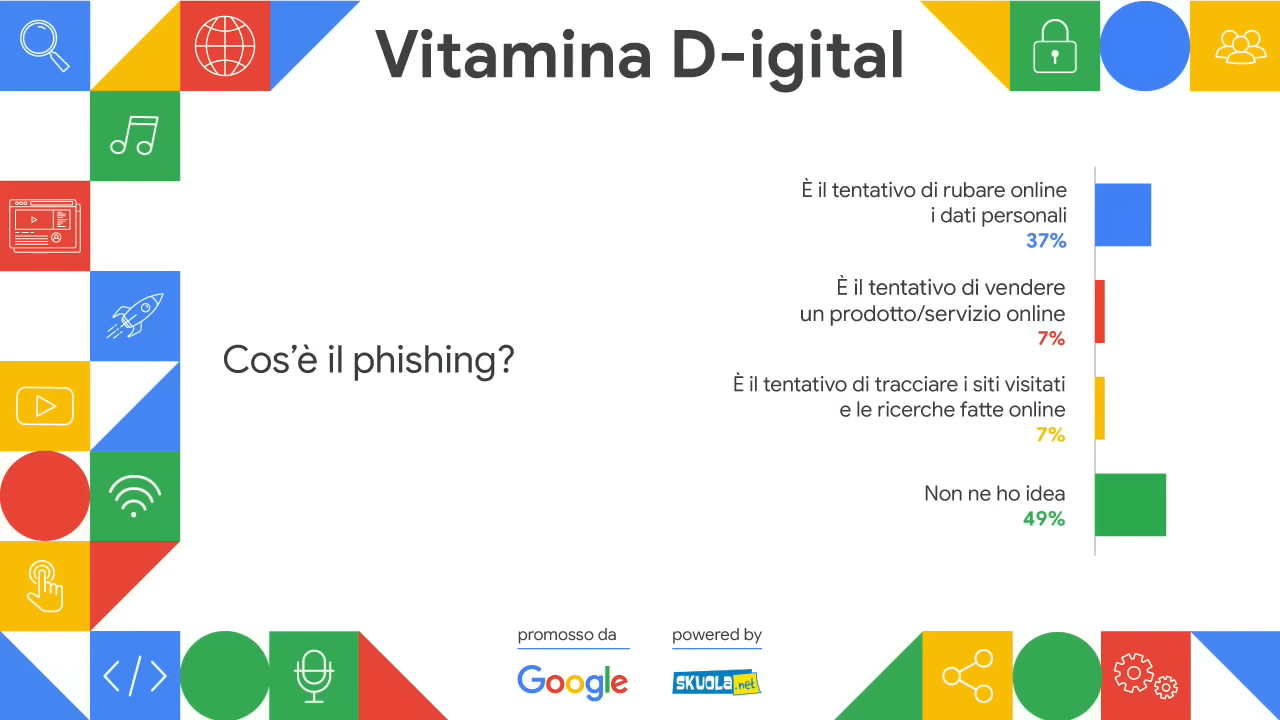 Vitamina D-igital
Cos’è il phishing?
È il tentativo di rubare online
i dati personali
37%
È il tentativo di vendere
un prodotto/servizio online
7%
È il tentativo di tracciare i siti visitati
e le ricerche fatte online
7%
Non ne ho idea
49%
promosso da
Google
powered by
SKUOLA.net